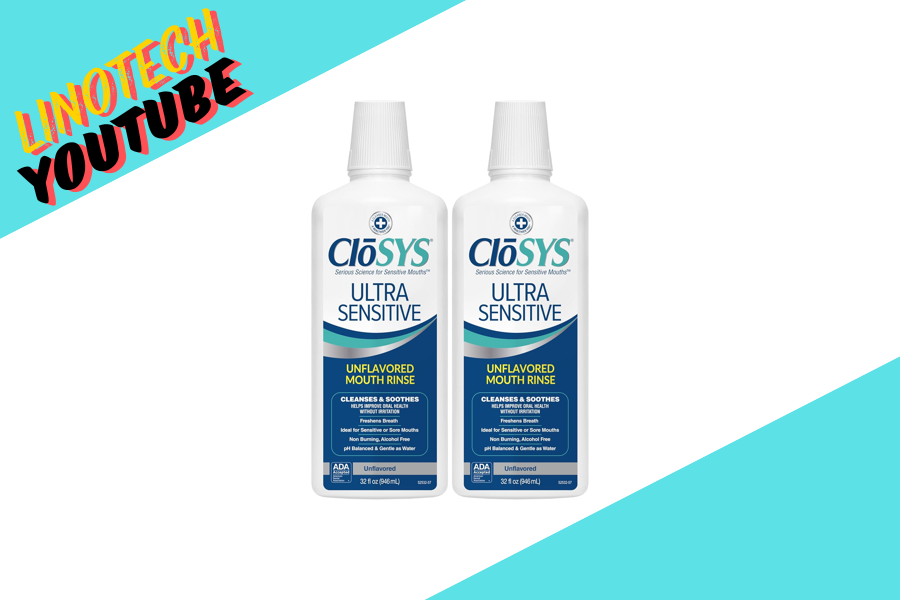 LINOTECH
YOUTUBE
ClōSYS®
Serious Science for Sensitive Mouths™
ULTRA
SENSITIVE
UNFLAVORED
MOUTH RINSE
CLEANSES & SOOTHES
HELPS IMPROVE ORAL HEALTH
WITHOUT IRRITATION
Freshens Breath
Ideal for Sensitive or Sore Mouths
Non Burning, Alcohol Free
pH Balanced & Gentle as Water
ADA
Accepted
Unflavored
32 fl oz (946 mL)
ClōSYS®
Serious Science for Sensitive Mouths™
ULTRA
SENSITIVE
UNFLAVORED
MOUTH RINSE
CLEANSES & SOOTHES
HELPS IMPROVE ORAL HEALTH
WITHOUT IRRITATION
Freshens Breath
Ideal for Sensitive or Sore Mouths
Non Burning, Alcohol Free
pH Balanced & Gentle as Water
ADA
Accepted
Unflavored
32 fl oz (946 mL)